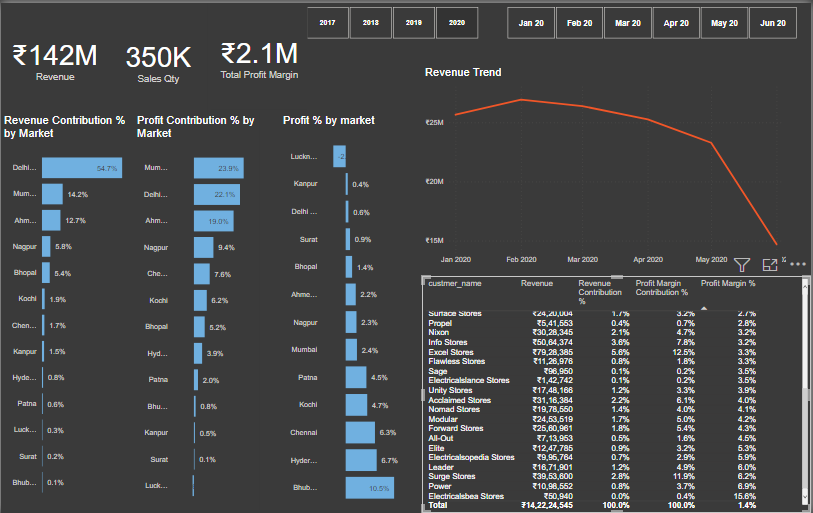 2017 2018 2019 2020 Jan 20 Feb 20 Mar 20 Apr 20 May 20 Jun 20
₹142M 350K ₹2.1M
Revenue Sales Qty Total Profit Margin
Revenue Trend
Revenue Contribution %
by Market
Delhi... 54.7%
Mum... 14.2%
Ahm... 12.7%
Nagpur 5.8%
Bhopal 5.4%
Kochi 1.9%
Chen... 1.7%
Kanpur 1.5%
Hyde... 0.8%
Patna 0.6%
Luck... 0.3%
Surat 0.2%
Bhub... 0.1%
Profit Contribution % by
Market
Mum... 23.9%
Delhi... 22.1%
Ahm... 19.0%
Nagpur 9.4%
Che... 7.6%
Kochi 6.2%
Bhopal 5.2%
Hyd... 3.9%
Patna 2.0%
Bhu... 0.8%
Kanpur 0.5%
Surat 0.1%
Luck...
Profit % by market
Luckn... -2
Kanpur 0.4%
Delhi ... 0.6%
Surat 0.9%
Bhopal 1.4%
Ahme... 2.2%
Nagpur 2.3%
Mumbai 2.4%
Patna 4.5%
Kochi 4.7%
Chennai 6.3%
Hyder... 6.7%
Bhub... 10.5%
₹25M
₹20M
₹15M
Jan 2020 Feb 2020 Mar 2020 Apr 2020 May 2020
custmer_name Revenue Revenue Contribution % Profit Margin Contribution % Profit Margin %
Surface Stores ₹24,20,004 1.7% 3.2% 2.7%
Propel ₹5,41,553 0.4% 0.7% 2.8%
Nixon ₹30,28,345 2.1% 4.7% 3.2%
Info Stores ₹50,64,374 3.6% 7.8% 3.2%
Excel Stores ₹79,28,385 5.6% 12.5% 3.3%
Flawless Stores ₹11,26,976 0.8% 1.8% 3.3%
Sage ₹96,950 0.1% 0.2% 3.5%
Electricalslance Stores ₹1,42,742 0.1% 0.2% 3.5%
Unity Stores ₹17,48,166 1.2% 3.3% 3.9%
Acclaimed Stores ₹31,16,384 2.2% 6.1% 4.0%
Nomad Stores ₹19,78,550 1.4% 4.0% 4.1%
Modular ₹24,53,519 1.7% 5.0% 4.2%
Forward Stores ₹25,60,961 1.8% 5.4% 4.3%
All-Out ₹7,13,953 0.5% 1.6% 4.5%
Elite ₹12,47,785 0.9% 3.2% 5.3%
Electricalsopedia Stores ₹9,95,764 0.7% 2.9% 5.9%
Leader ₹16,71,901 1.2% 4.9% 6.0%
Surge Stores ₹39,53,600 2.8% 11.9% 6.2%
Power ₹10,98,552 0.8% 3.7% 6.9%
Electricalsbea Stores ₹50,940 0.0% 0.4% 15.6%
Total ₹14,22,24,545 100.0% 100.0% 1.4%